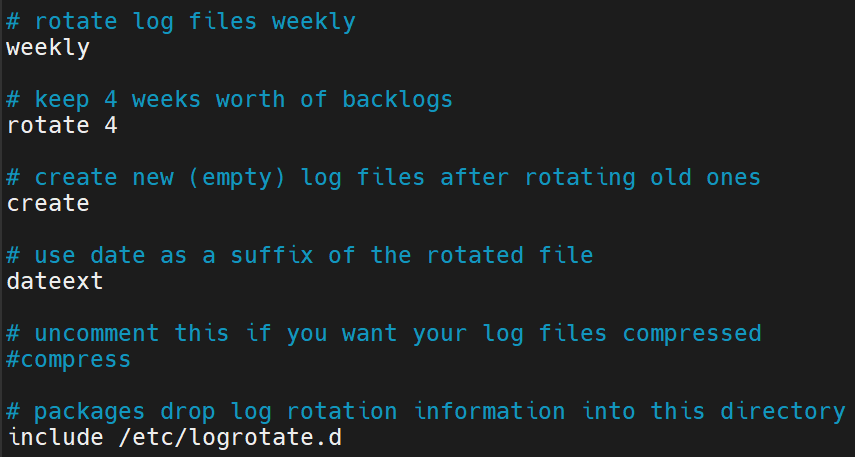 # rotate log files weekly
weekly
# keep 4 weeks worth of backlogs
rotate 4
# create new (empty) log files after rotating old ones
create
# use date as a suffix of the rotated file
dateext
# uncomment this if you want your log files compressed
#compress
# packages drop log rotation information into this directory
include /etc/logrotate.d